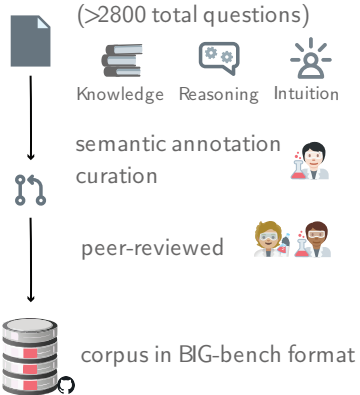 (>2800 total questions)
Knowledge Reasoning Intuition
semantic annotation
curation
peer-reviewed
corpus in BIG-bench format